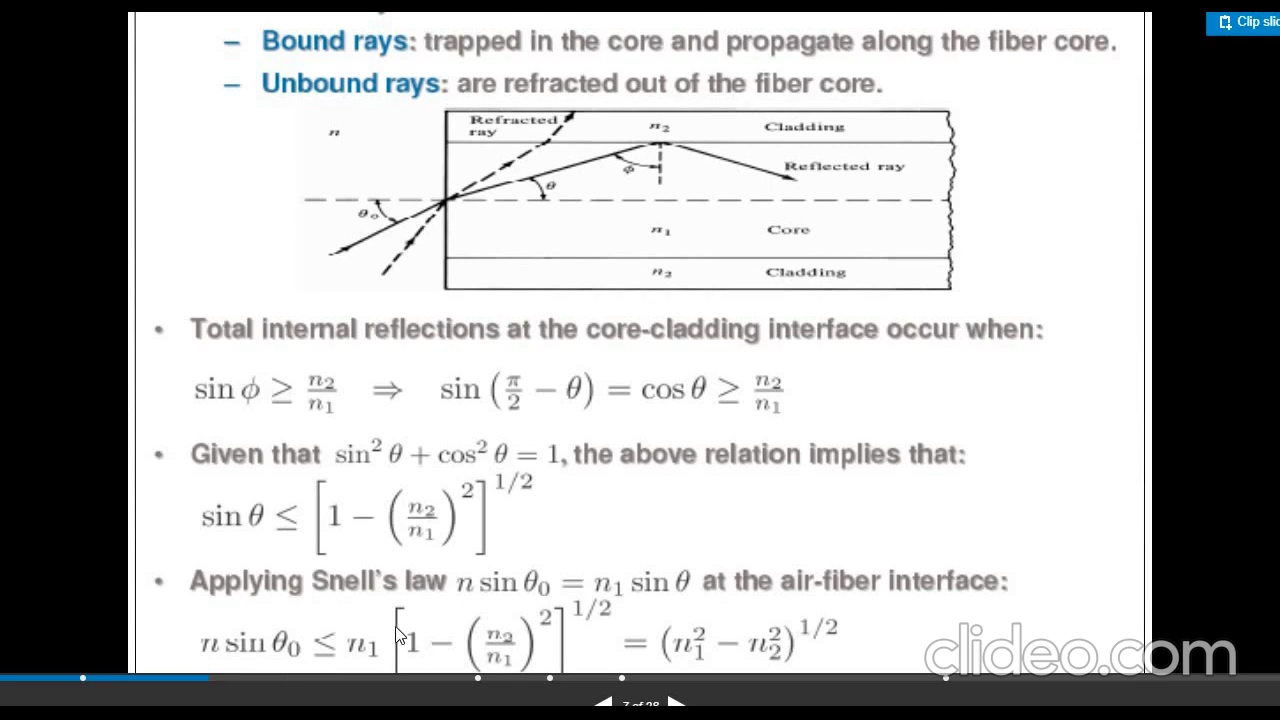 Clip slid
– Bound rays: trapped in the core and propagate along the fiber core.
– Unbound rays: are refracted out of the fiber core.
Refracted
ray
n
n₂
Cladding
Reflected ray
ϕ
θ
θ₀
n₁
Core
n₂
Cladding
• Total internal reflections at the core-cladding interface occur when:
sin ϕ ≥ n₂/n₁ ⇒ sin (π/2 − θ) = cos θ ≥ n₂/n₁
• Given that sin² θ + cos² θ = 1, the above relation implies that:
sin θ ≤ [1 − (n₂/n₁)²]^1/2
• Applying Snell's law n sin θ₀ = n₁ sin θ at the air-fiber interface:
n sin θ₀ ≤ n₁ [1 − (n₂/n₁)²]^1/2 = (n₁² − n₂²)^1/2
clideo.com
7 of 28